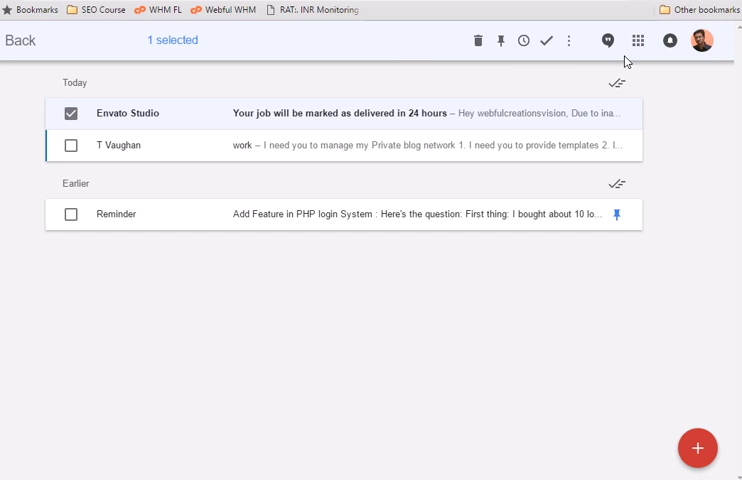 Bookmarks SEO Course WHM FL Webful WHM RAT:. INR Monitoring Other bookmarks
Back 1 selected
Today
Envato Studio Your job will be marked as delivered in 24 hours – Hey webfulcreationsvision, Due to ina...
T Vaughan work – I need you to manage my Private blog network 1. I need you to provide templates 2. I...
Earlier
Reminder Add Feature in PHP login System : Here's the question: First thing: I bought about 10 lo...